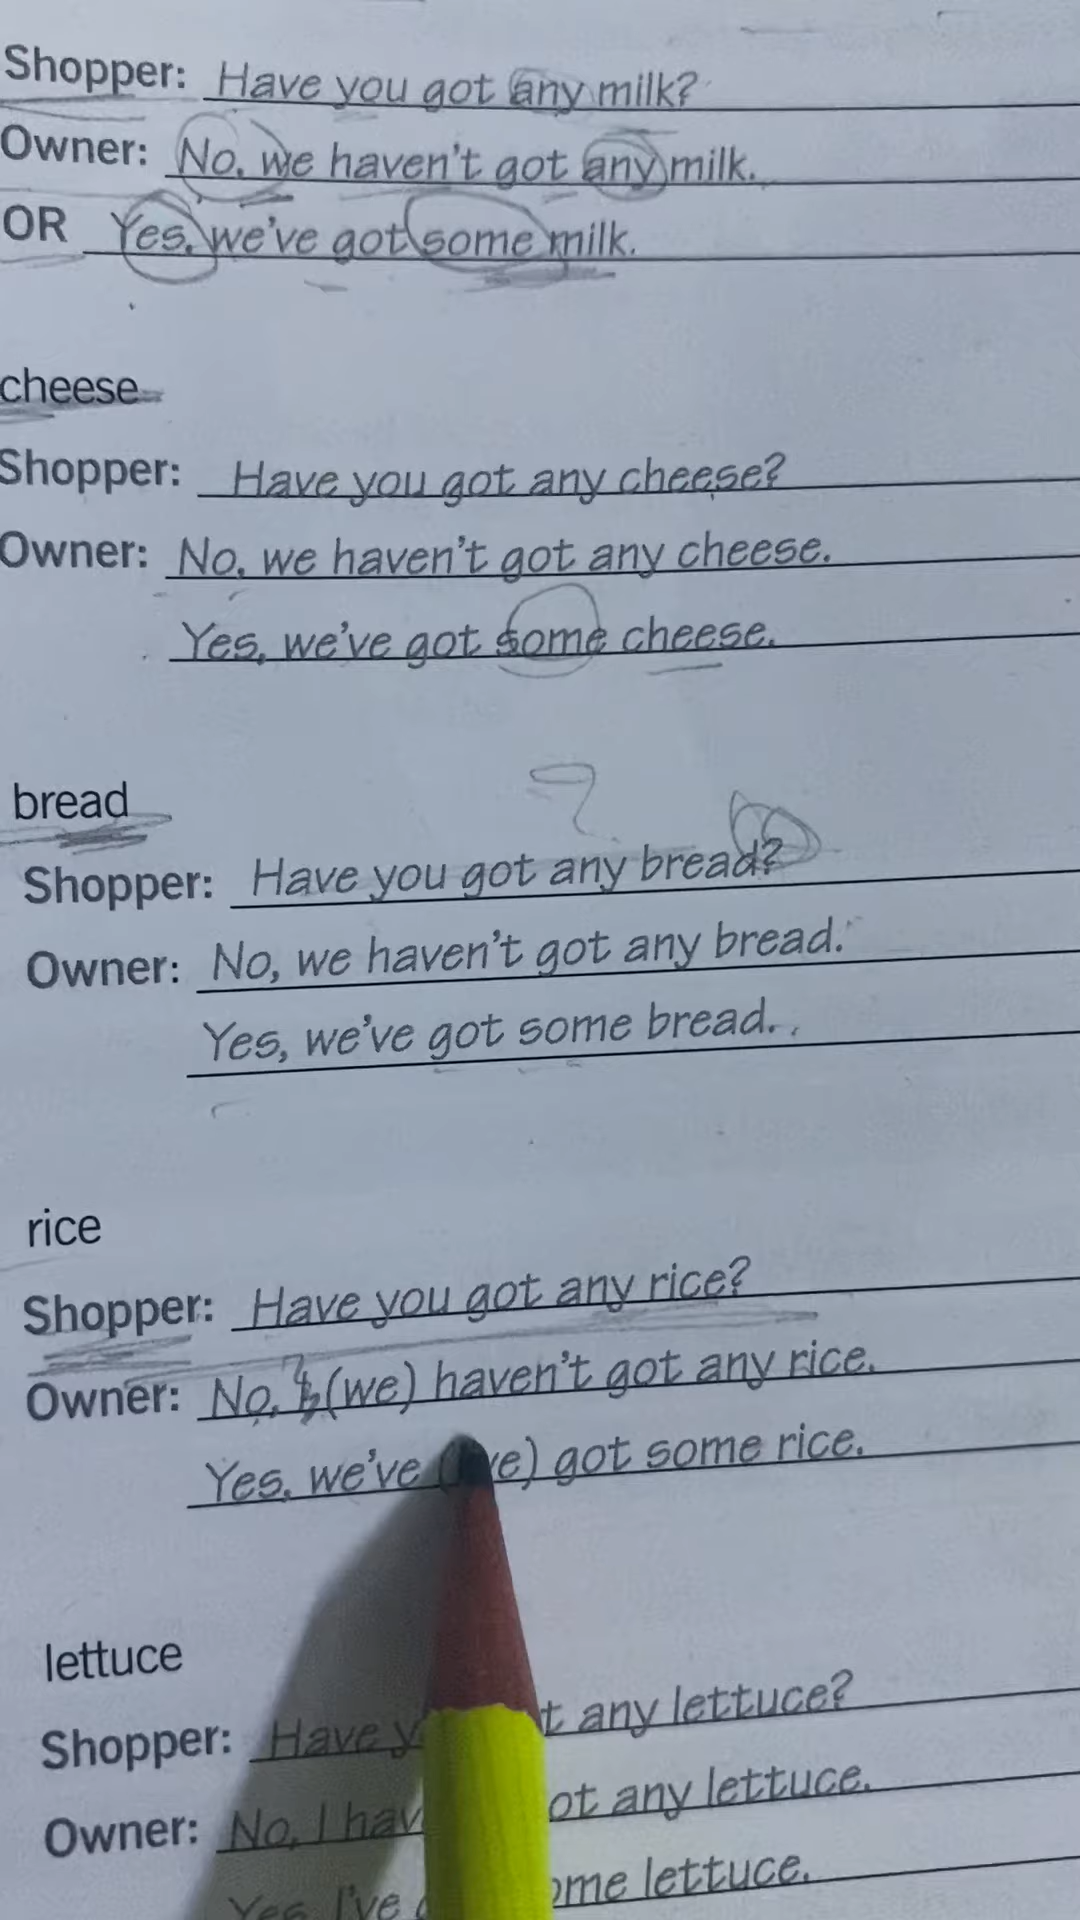 Shopper: Have you got any milk?
Owner: No, we haven't got any milk.
OR Yes, we've got some milk.
cheese
Shopper: Have you got any cheese?
Owner: No, we haven't got any cheese.
Yes, we've got some cheese.
bread
Shopper: Have you got any bread?
Owner: No, we haven't got any bread.
Yes, we've got some bread.
rice
Shopper: Have you got any rice?
Owner: No, (we) haven't got any rice.
Yes, we've got some rice.
lettuce
Shopper: Have any lettuce?
Owner: No, I any lettuce.
Yes, I've lettuce.